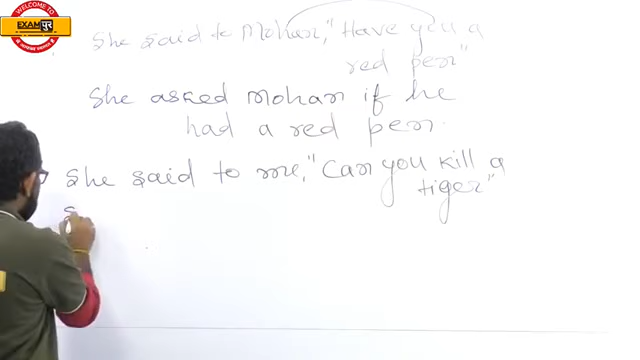 WELCOME TO
EXAMपुर
She said to Mohan, "Have you a
red pen"
She asked Mohan if he
had a red pen.
She said to me, "Can you kill a
tiger"
S